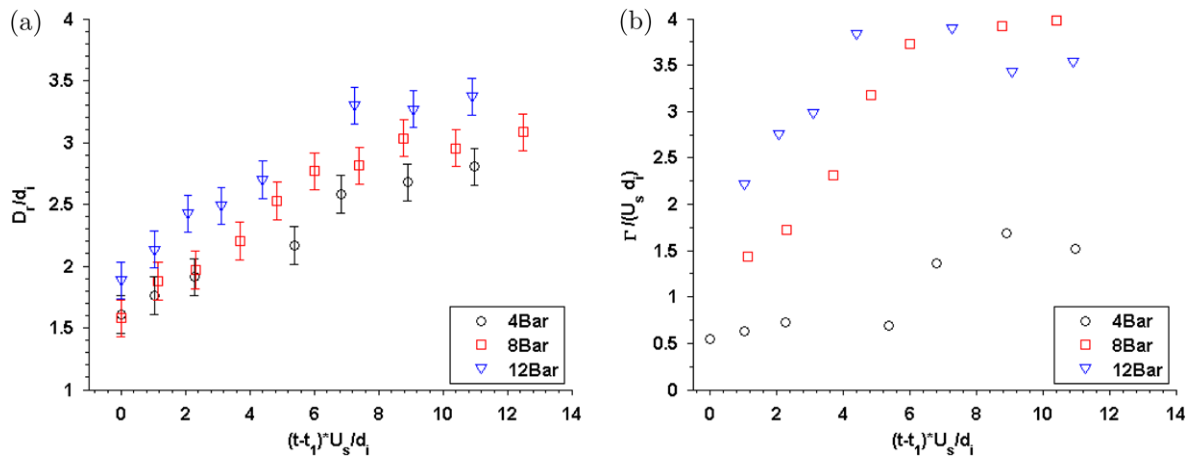 (a)
4
3.5
3
2.5
2
1.5
1
D_r/d_i
0 2 4 6 8 10 12 14
(t-t_1)*U_s/d_i
4Bar
8Bar
12Bar
(b)
4
3.5
3
2.5
2
1.5
1
0.5
0
Γ/(U_s d_i)
0 2 4 6 8 10 12 14
(t-t_1)*U_s/d_i
4Bar
8Bar
12Bar